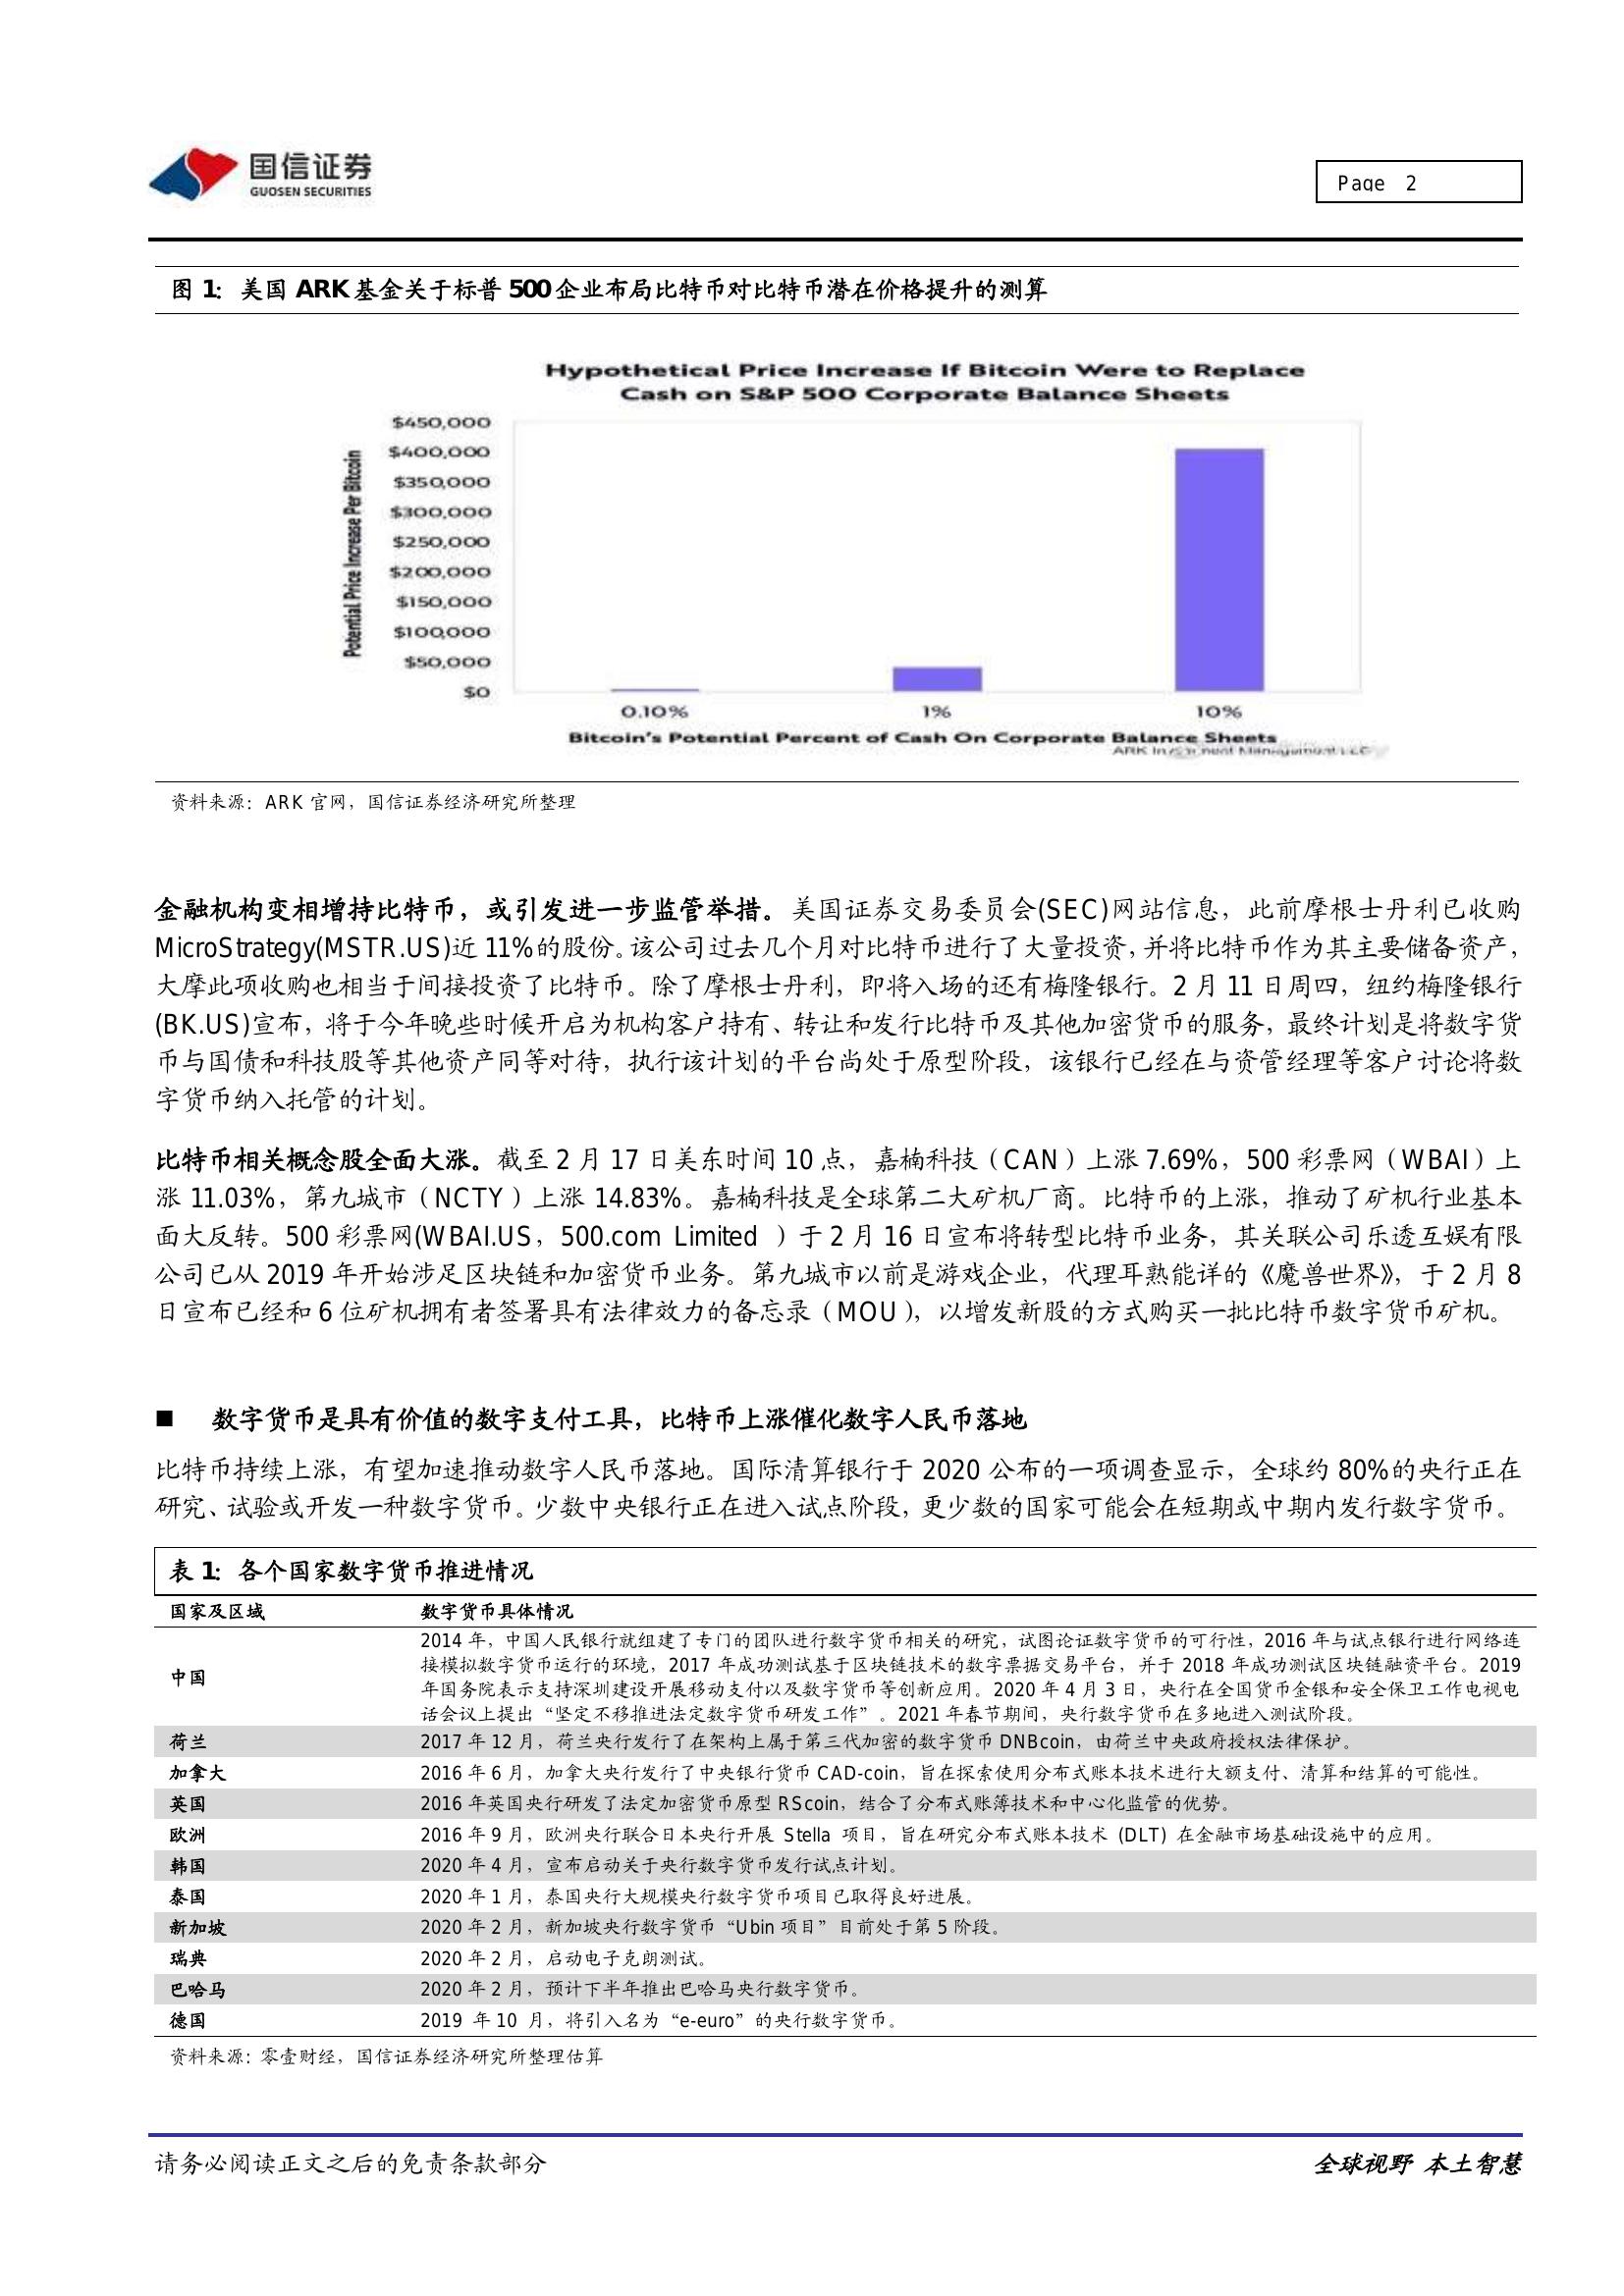 国信证券
GUOSEN SECURITIES
Page 2
图 1: 美国 ARK 基金关于标普 500 企业布局比特币对比特币潜在价格提升的测算
Hypothetical Price Increase If Bitcoin Were to Replace
Cash on S&P 500 Corporate Balance Sheets
Potential Price Increase Per Bitcoin
$450,000
$400,000
$350,000
$300,000
$250,000
$200,000
$150,000
$100,000
$50,000
$0
0.10% 1% 10%
Bitcoin's Potential Percent of Cash On Corporate Balance Sheets
ARK Investment Management LLC
资料来源：ARK 官网，国信证券经济研究所整理
金融机构变相增持比特币，或引发进一步监管举措。美国证券交易委员会(SEC)网站信息，此前摩根士丹利已收购
MicroStrategy(MSTR.US)近 11%的股份。该公司过去几个月对比特币进行了大量投资，并将比特币作为其主要储备资产，
大摩此项收购也相当于间接投资了比特币。除了摩根士丹利，即将入场的还有梅隆银行。2 月 11 日周四，纽约梅隆银行
(BK.US)宣布，将于今年晚些时候开启为机构客户持有、转让和发行比特币及其他加密货币的服务，最终计划是将数字货
币与国债和科技股等其他资产同等对待，执行该计划的平台尚处于原型阶段，该银行已经在与资管经理等客户讨论将数
字货币纳入托管的计划。
比特币相关概念股全面大涨。截至 2 月 17 日美东时间 10 点，嘉楠科技（CAN）上涨 7.69%，500 彩票网（WBAI）上
涨 11.03%，第九城市（NCTY）上涨 14.83%。嘉楠科技是全球第二大矿机厂商。比特币的上涨，推动了矿机行业基本
面大反转。500 彩票网(WBAI.US，500.com Limited ）于 2 月 16 日宣布将转型比特币业务，其关联公司乐透互娱有限
公司已从 2019 年开始涉足区块链和加密货币业务。第九城市以前是游戏企业，代理耳熟能详的《魔兽世界》，于 2 月 8
日宣布已经和 6 位矿机拥有者签署具有法律效力的备忘录（MOU），以增发新股的方式购买一批比特币数字货币矿机。
■ 数字货币是具有价值的数字支付工具，比特币上涨催化数字人民币落地
比特币持续上涨，有望加速推动数字人民币落地。国际清算银行于 2020 公布的一项调查显示，全球约 80%的央行正在
研究、试验或开发一种数字货币。少数中央银行正在进入试点阶段，更少数的国家可能会在短期或中期内发行数字货币。
表 1: 各个国家数字货币推进情况
国家及区域 数字货币具体情况
2014 年，中国人民银行就组建了专门的团队进行数字货币相关的研究，试图论证数字货币的可行性，2016 年与试点银行进行网络连
接模拟数字货币运行的环境，2017 年成功测试基于区块链技术的数字票据交易平台，并于 2018 年成功测试区块链融资平台。2019
中国
年国务院表示支持深圳建设开展移动支付以及数字货币等创新应用。2020 年 4 月 3 日，央行在全国货币金银和安全保卫工作电视电
话会议上提出“坚定不移推进法定数字货币研发工作”。2021 年春节期间，央行数字货币在多地进入测试阶段。
荷兰 2017 年 12 月，荷兰央行发行了在架构上属于第三代加密的数字货币 DNBcoin，由荷兰中央政府授权法律保护。
加拿大 2016 年 6 月，加拿大央行发行了中央银行货币 CAD-coin，旨在探索使用分布式账本技术进行大额支付、清算和结算的可能性。
英国 2016 年英国央行研发了法定加密货币原型 RScoin，结合了分布式账薄技术和中心化监管的优势。
欧洲 2016 年 9 月，欧洲央行联合日本央行开展 Stella 项目，旨在研究分布式账本技术 (DLT) 在金融市场基础设施中的应用。
韩国 2020 年 4 月，宣布启动关于央行数字货币发行试点计划。
泰国 2020 年 1 月，泰国央行大规模央行数字货币项目已取得良好进展。
新加坡 2020 年 2 月，新加坡央行数字货币“Ubin 项目”目前处于第 5 阶段。
瑞典 2020 年 2 月，启动电子克朗测试。
巴哈马 2020 年 2 月，预计下半年推出巴哈马央行数字货币。
德国 2019 年 10 月，将引入名为“e-euro”的央行数字货币。
资料来源：零壹财经，国信证券经济研究所整理估算
请务必阅读正文之后的免责条款部分 全球视野 本土智慧